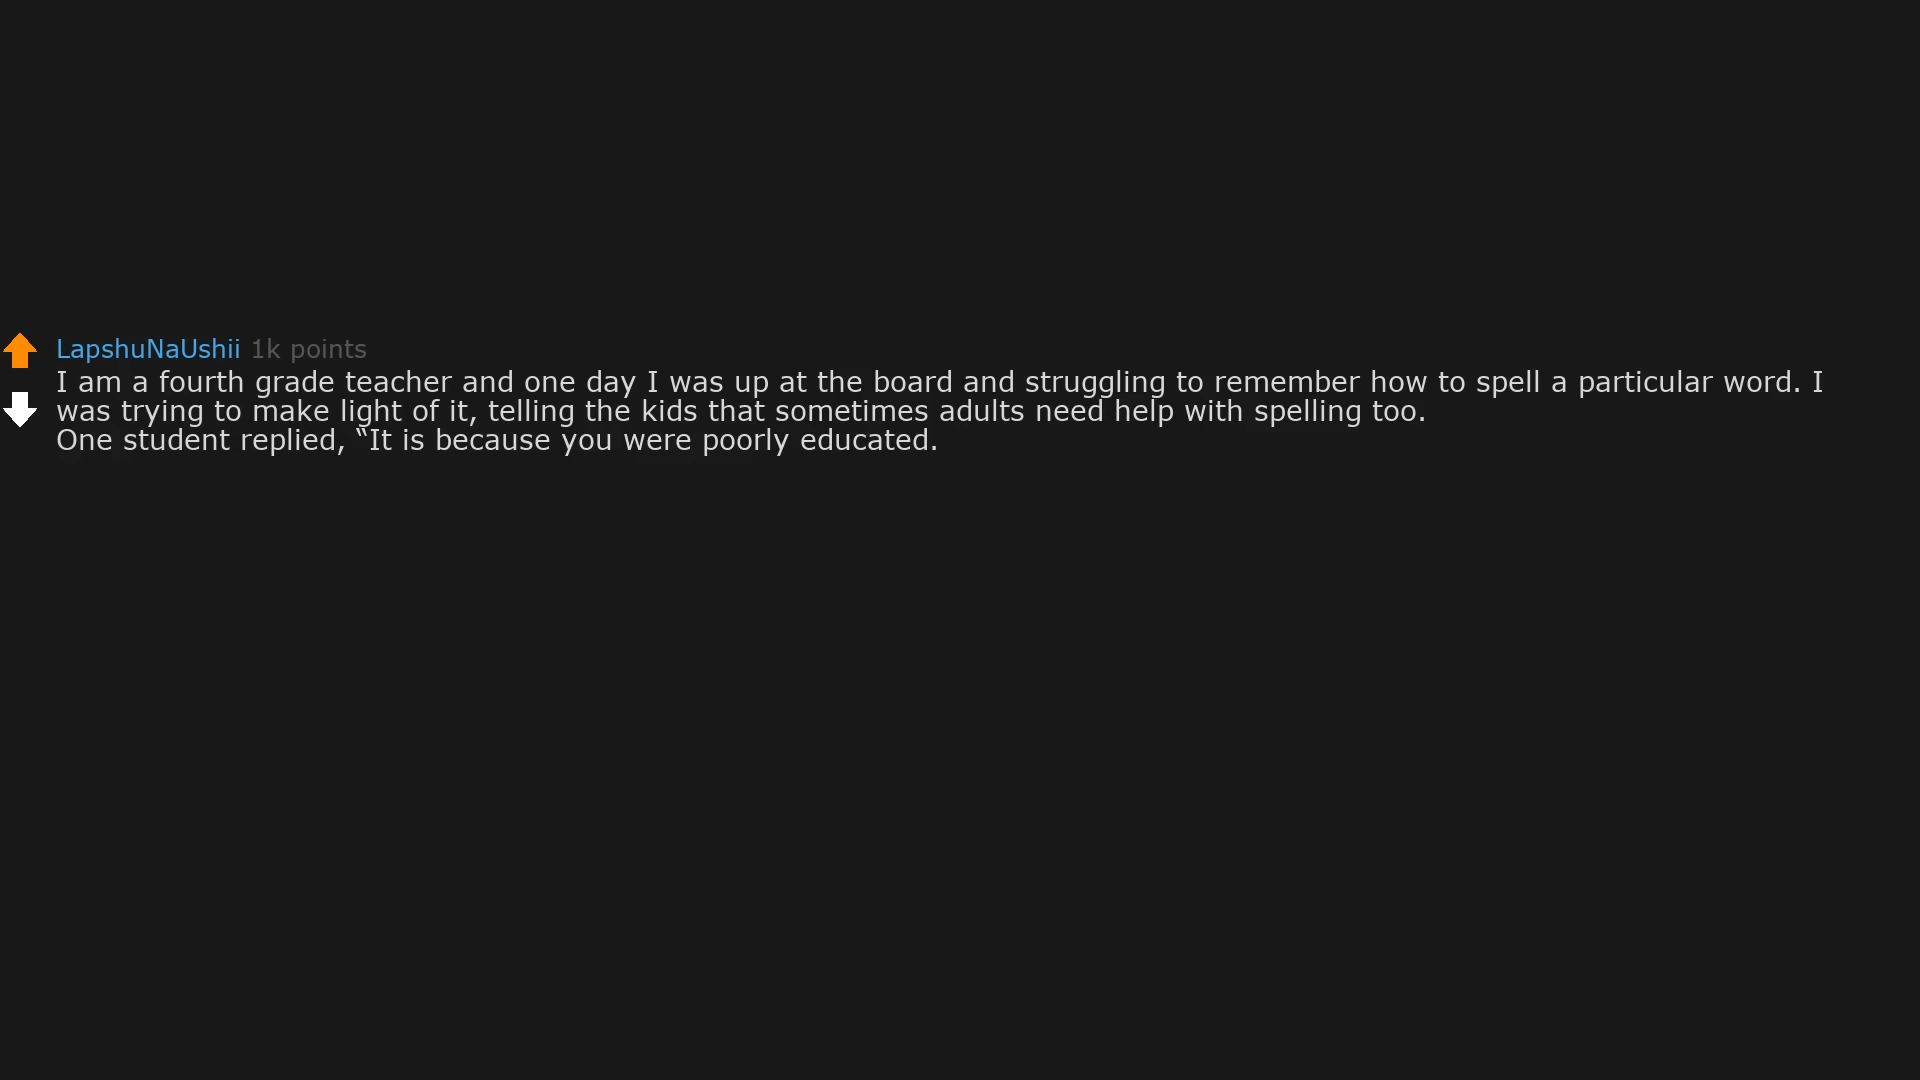 LapshuNaUshii 1k points
I am a fourth grade teacher and one day I was up at the board and struggling to remember how to spell a particular word. I
was trying to make light of it, telling the kids that sometimes adults need help with spelling too.
One student replied, “It is because you were poorly educated.